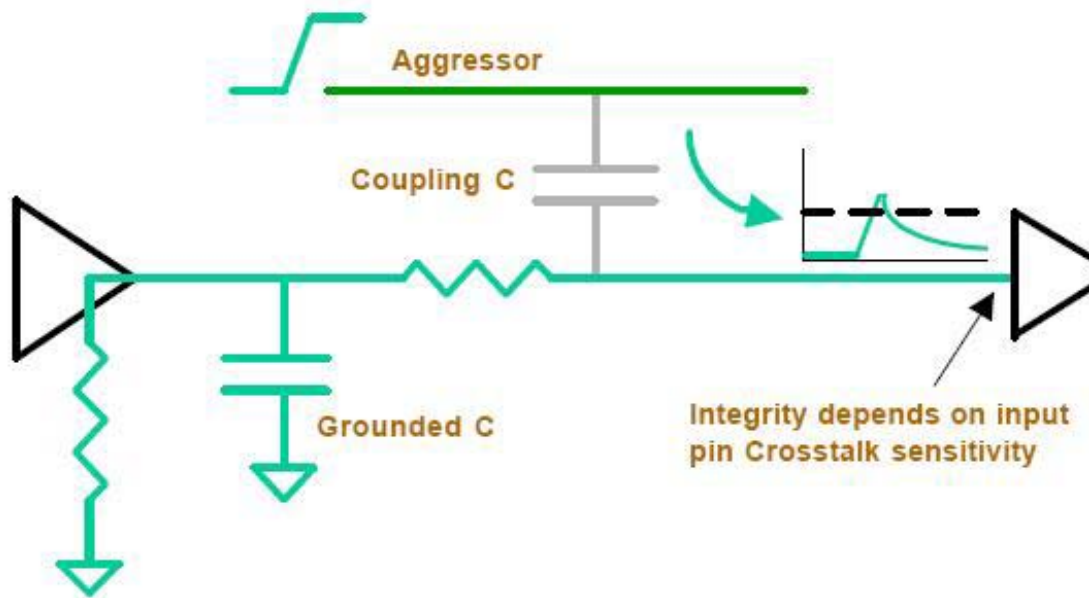 Aggressor
Coupling C
Grounded C
Integrity depends on input
pin Crosstalk sensitivity